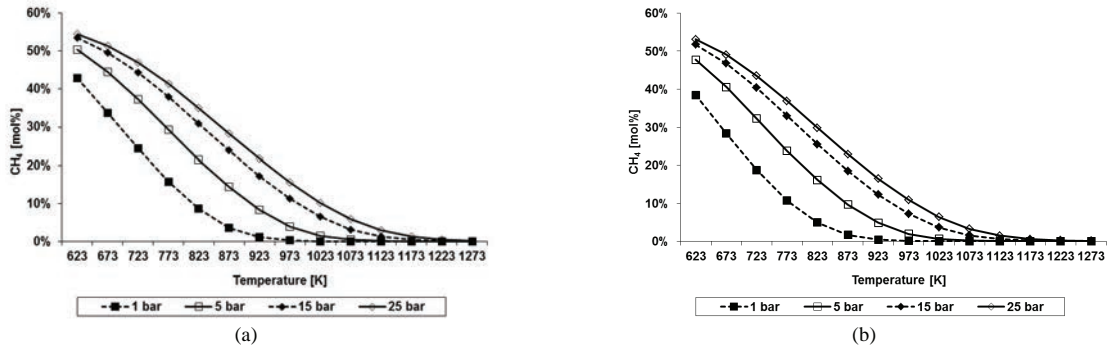 60%
50%
40%
30%
20%
10%
0%
CH4 [mol%]
623 673 723 773 823 873 923 973 1023 1073 1123 1173 1223 1273
Temperature [K]
1 bar 5 bar 15 bar 25 bar
(a)
60%
50%
40%
30%
20%
10%
0%
CH4 [mol%]
623 673 723 773 823 873 923 973 1023 1073 1123 1173 1223 1273
Temperature [K]
1 bar 5 bar 15 bar 25 bar
(b)